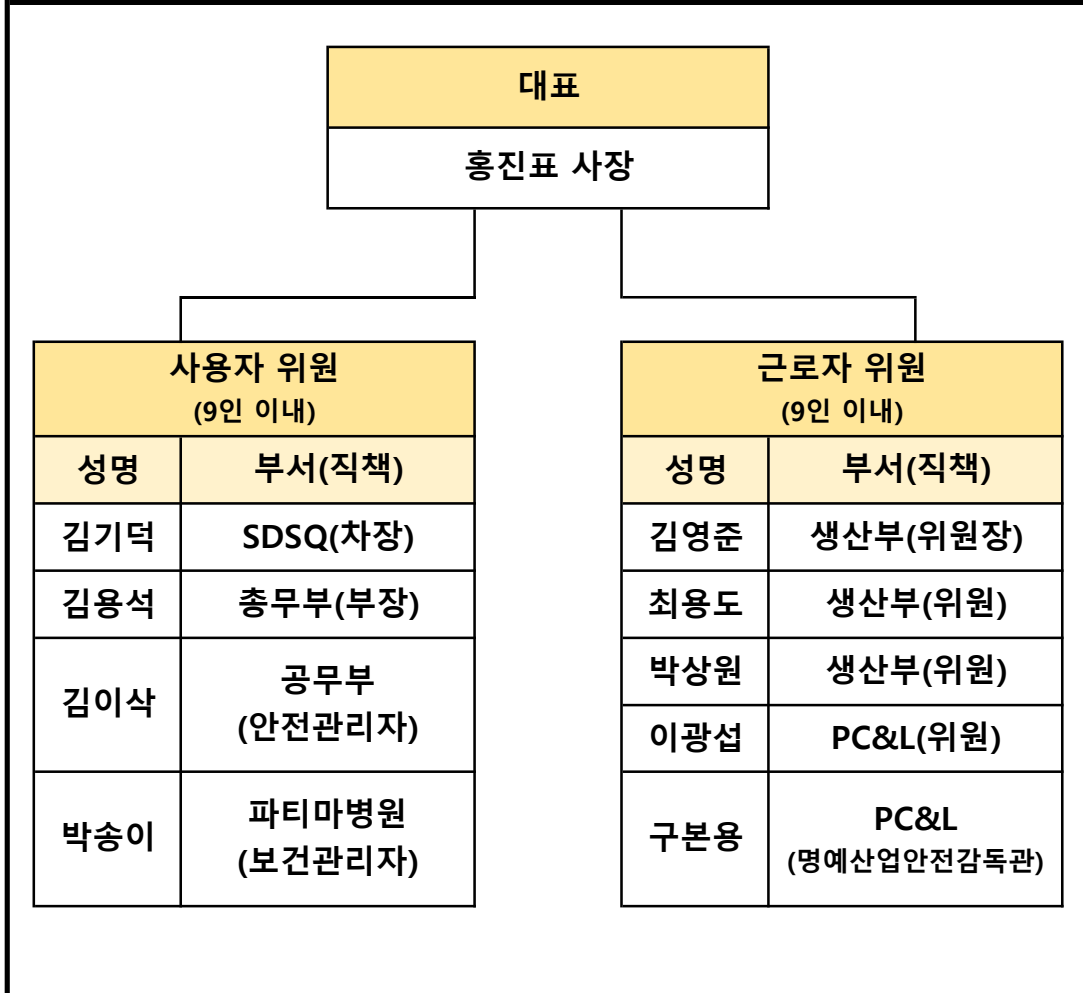 대표
홍진표 사장
사용자 위원
(9인 이내)
성명 부서(직책)
김기덕 SDSQ(차장)
김용석 총무부(부장)
김이삭 공무부
(안전관리자)
박송이 파티마병원
(보건관리자)
근로자 위원
(9인 이내)
성명 부서(직책)
김영준 생산부(위원장)
최용도 생산부(위원)
박상원 생산부(위원)
이광섭 PC&L(위원)
구본용 PC&L
(명예산업안전감독관)